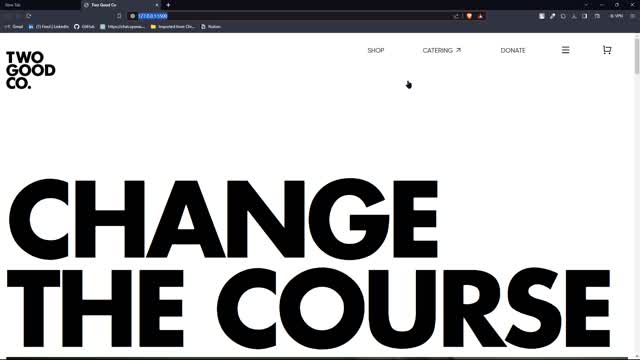 New Tab
Two Good Co
127.0.0.1:5500
VPN
Gmail
(1) Feed | LinkedIn
GitHub
https://chat.openai...
Imported from Chr...
Notion
TWO
GOOD
CO.
SHOP
CATERING
DONATE
CHANGE
THE COURSE